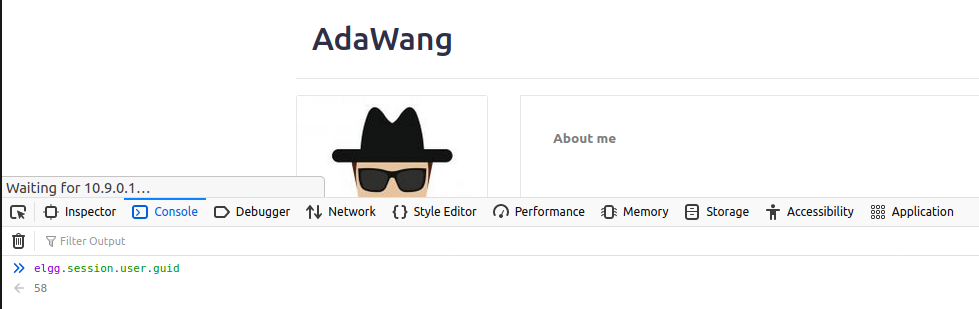 AdaWang
About me
Waiting for 10.9.0.1...
Inspector Console Debugger Network Style Editor Performance Memory Storage Accessibility Application
Filter Output
elgg.session.user.guid
58